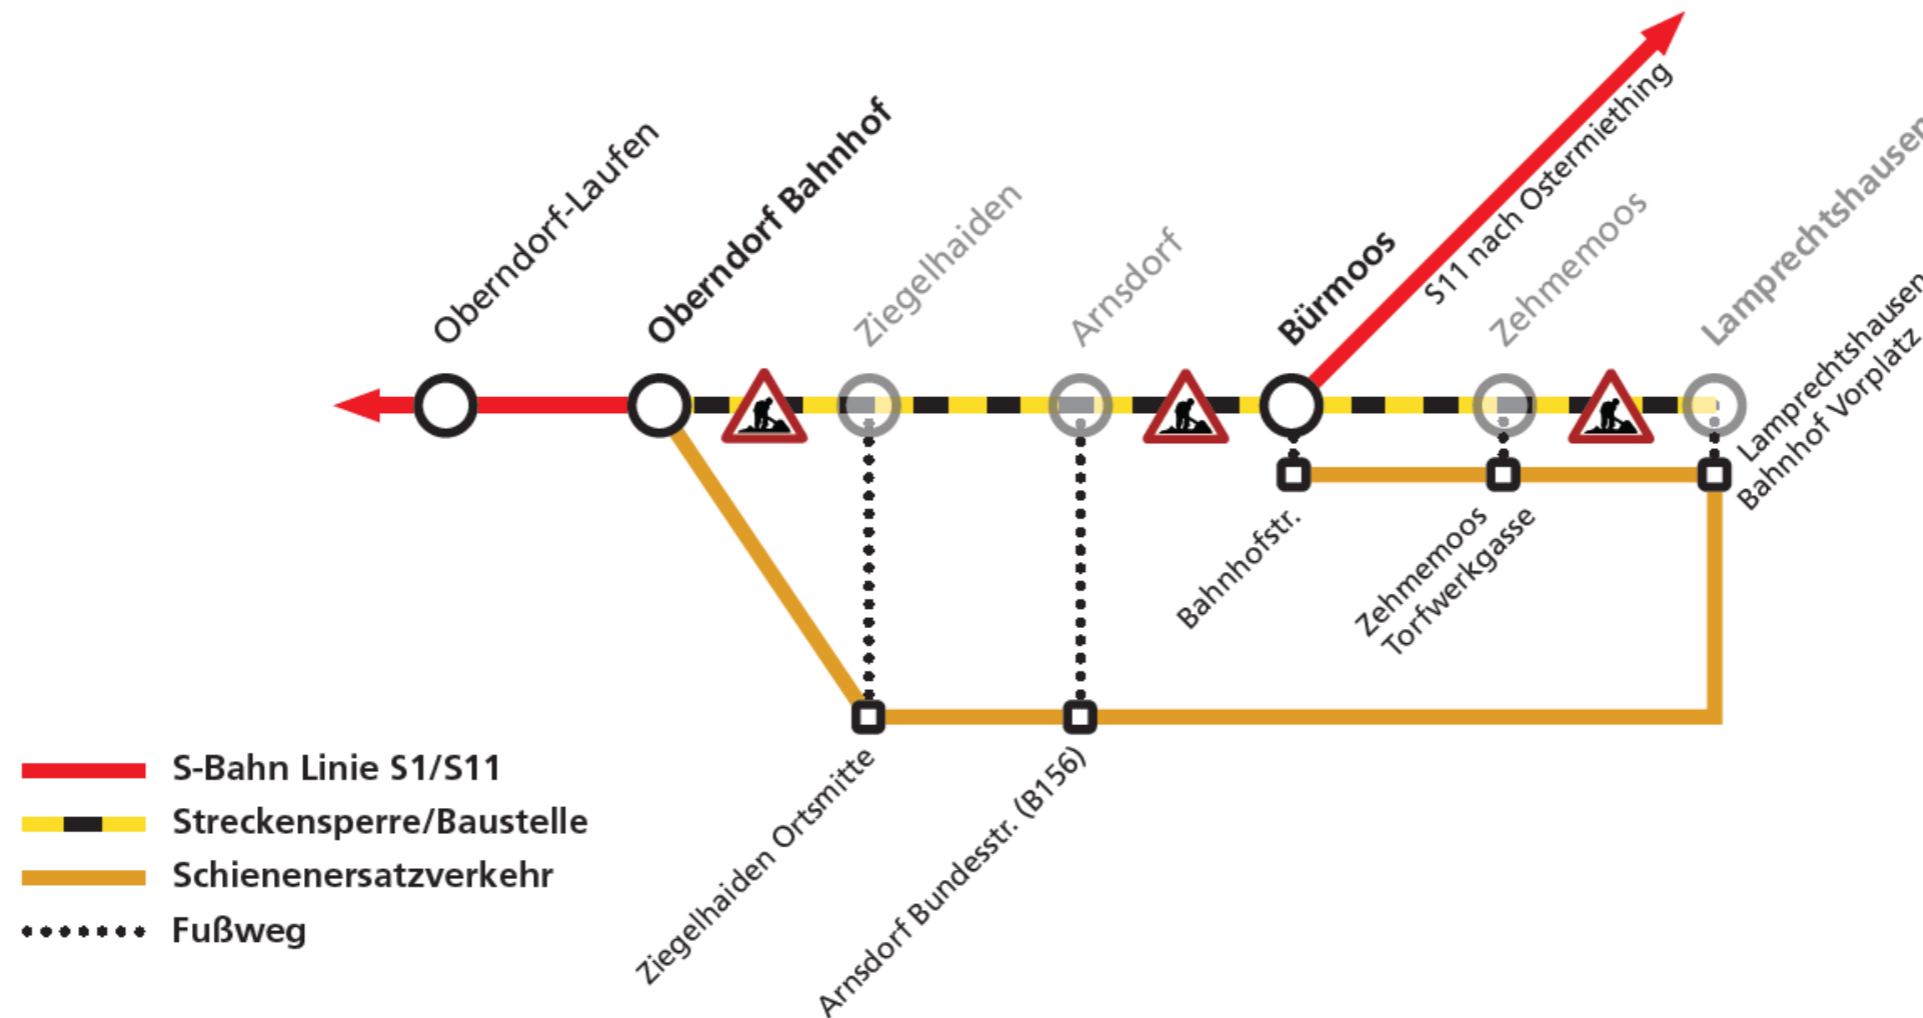 Oberndorf-Laufen
Oberndorf Bahnhof
Ziegelhaiden
Arnsdorf
Bürmoos
S11 nach Ostermiething
Zehmemoos
Lamprechtshausen
Lamprechtshausen
Bahnhof Vorplatz
Bahnhofstr.
Zehmemoos
Torfwerkgasse
Ziegelhaiden Ortsmitte
Arnsdorf Bundesstr. (B156)
S-Bahn Linie S1/S11
Streckensperre/Baustelle
Schienenersatzverkehr
Fußweg